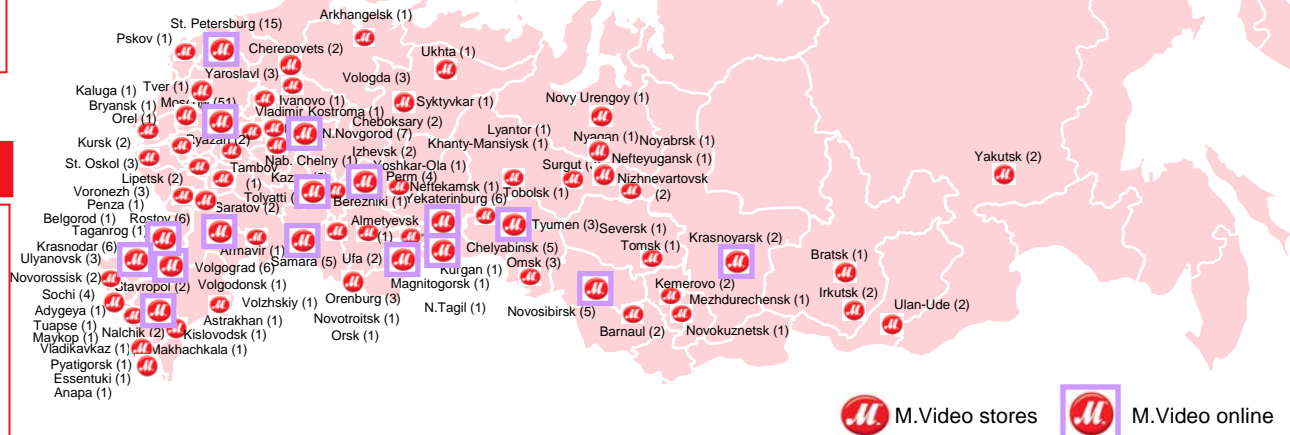 Arkhangelsk (1)
St. Petersburg (15)
Pskov (1)
Cherepovets (2)
Ukhta (1)
Yaroslavl (3)
Vologda (3)
Kaluga (1)
Tver (1)
Bryansk (1)
Moscow (51)
Ivanovo (1)
Syktyvkar (1)
Novy Urengoy (1)
Orel (1)
Vladimir
Kostroma (1)
Cheboksary (2)
Kursk (2)
Ryazan (2)
N.Novgorod (7)
Lyantor (1)
Khanty-Mansiysk (1)
Nyagan (1)
Noyabrsk (1)
Izhevsk (2)
St. Oskol (3)
Nab. Chelny (1)
Yoshkar-Ola (1)
Surgut
Nefteyugansk (1)
Yakutsk (2)
Lipetsk (2)
Tambov
(1)
Perm (4)
Nizhnevartovsk
(2)
Voronezh (3)
Tolyatti
Neftekamsk (1)
Tobolsk (1)
Penza (1)
Saratov (2)
Berezniki (1)
Yekaterinburg (6)
Belgorod (1)
Rostov (6)
Almetyevsk
(1)
Tyumen (3)
Seversk (1)
Taganrog (1)
Krasnodar (6)
Armavir (1)
Samara (5)
Ufa (2)
Chelyabinsk (5)
Tomsk (1)
Krasnoyarsk (2)
Ulyanovsk (3)
Volgograd (6)
Kurgan (1)
Omsk (3)
Bratsk (1)
Novorossisk (2)
Stavropol (2)
Volgodonsk (1)
Magnitogorsk (1)
Kemerovo (2)
Sochi (4)
Volzhskiy (1)
Orenburg (3)
N.Tagil (1)
Novosibirsk (5)
Mezhdurechensk (1)
Irkutsk (2)
Ulan-Ude (2)
Adygeya (1)
Astrakhan (1)
Novotroitsk (1)
Tuapse (1)
Nalchik (2)
Kislovodsk (1)
Orsk (1)
Barnaul (2)
Novokuznetsk (1)
Maykop (1)
Vladikavkaz (1)
Makhachkala (1)
Pyatigorsk (1)
Essentuki (1)
Anapa (1)
M.Video stores
M.Video online